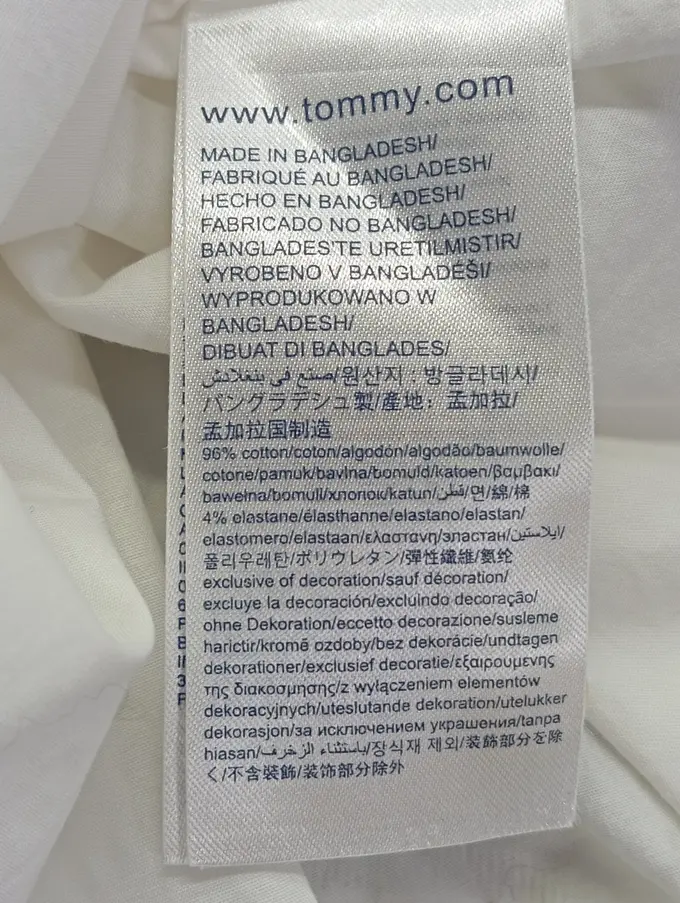 www.tommy.com
MADE IN BANGLADESH/
FABRIQUÉ AU BANGLADESH/
HECHO EN BANGLADESH/
FABRICADO NO BANGLADESH/
BANGLADES'TE URETILMISTIR/
VYROBENO V BANGLADÉŠI/
WYPRODUKOWANO W
BANGLADESH/
DIBUAT DI BANGLADES/
صنع في بنغلادش/원산지 : 방글라데시/
バングラデシュ製/產地: 孟加拉/
孟加拉国制造
96% cotton/coton/algodón/algodão/baumwolle/
cotone/pamuk/bavlna/bomuld/katoen/βαμβακι/
bawełna/bomull/хлопок/katun/قطن/면/綿/棉
4% elastane/élasthanne/elastano/elastan/
elastomero/elastaan/ελαστανη/эластан/ايلاستين/
폴리우레탄/ポリウレタン/彈性纖維/氨纶
exclusive of decoration/sauf décoration/
excluye la decoración/excluindo decoração/
ohne Dekoration/eccetto decorazione/susleme
harictir/kromě ozdoby/bez dekorácie/undtagen
dekorationer/exclusief decoratie/εξαιρουμενης
της διακοσμησης/z wyłączeniem elementów
dekoracyjnych/uteslutande dekoration/utelukker
dekorasjon/за исключением украшения/tanpa
hiasan/باستثناء الزخرف/장식재 제외/装飾部分を除
く/不含裝飾/装饰部分除外